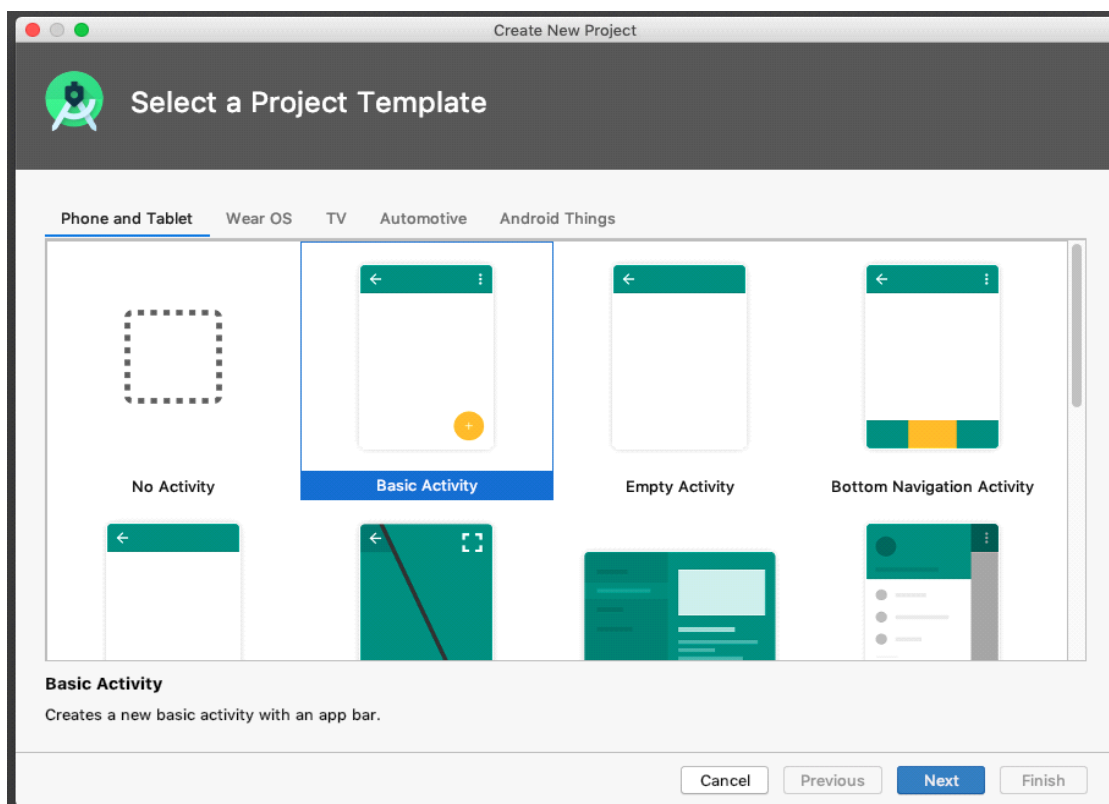 Create New Project
Select a Project Template
Phone and Tablet Wear OS TV Automotive Android Things
No Activity Basic Activity Empty Activity Bottom Navigation Activity
Basic Activity
Creates a new basic activity with an app bar.
Cancel Previous Next Finish